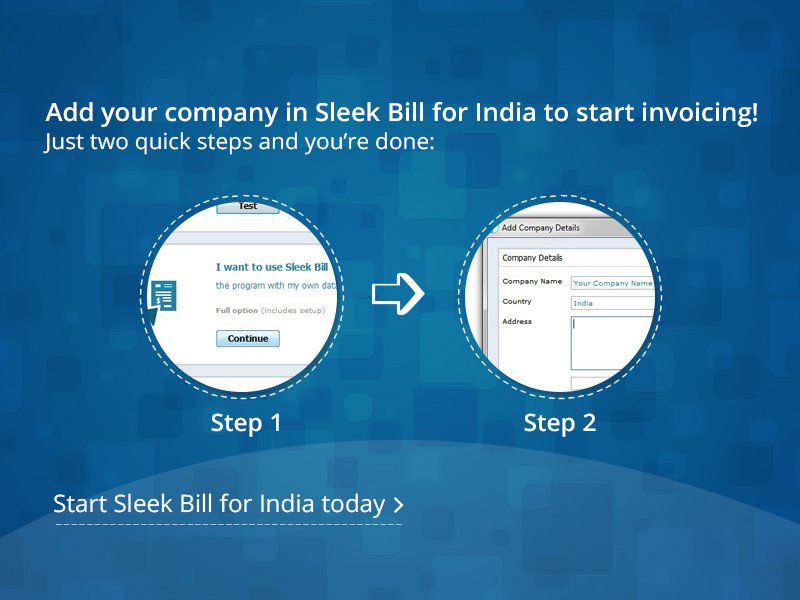 Add your company in Sleek Bill for India to start invoicing!
Just two quick steps and you're done:
Test
I want to use Sleek Bill
the program with my own data
Full option (includes setup)
Continue
Add Company Details
Company Details
Company Name Your Company Name
Country India
Address
Step 1
Step 2
Start Sleek Bill for India today >